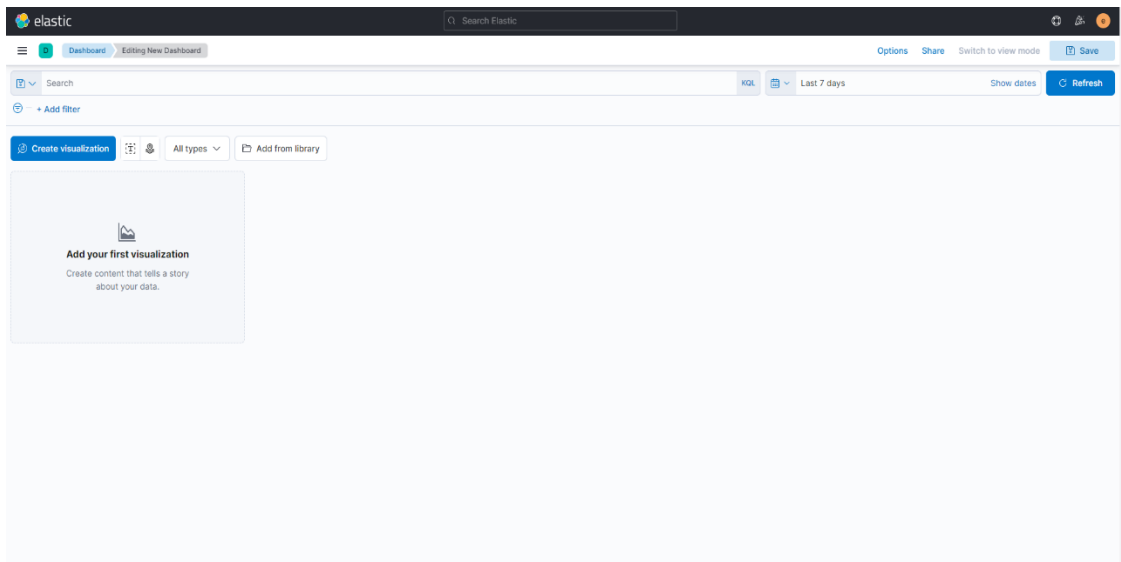 elastic
Search Elastic
e
D
Dashboard
Editing New Dashboard
Options
Share
Switch to view mode
Save
Search
KQL
Last 7 days
Show dates
Refresh
+ Add filter
Create visualization
T
All types
Add from library
Add your first visualization
Create content that tells a story
about your data.